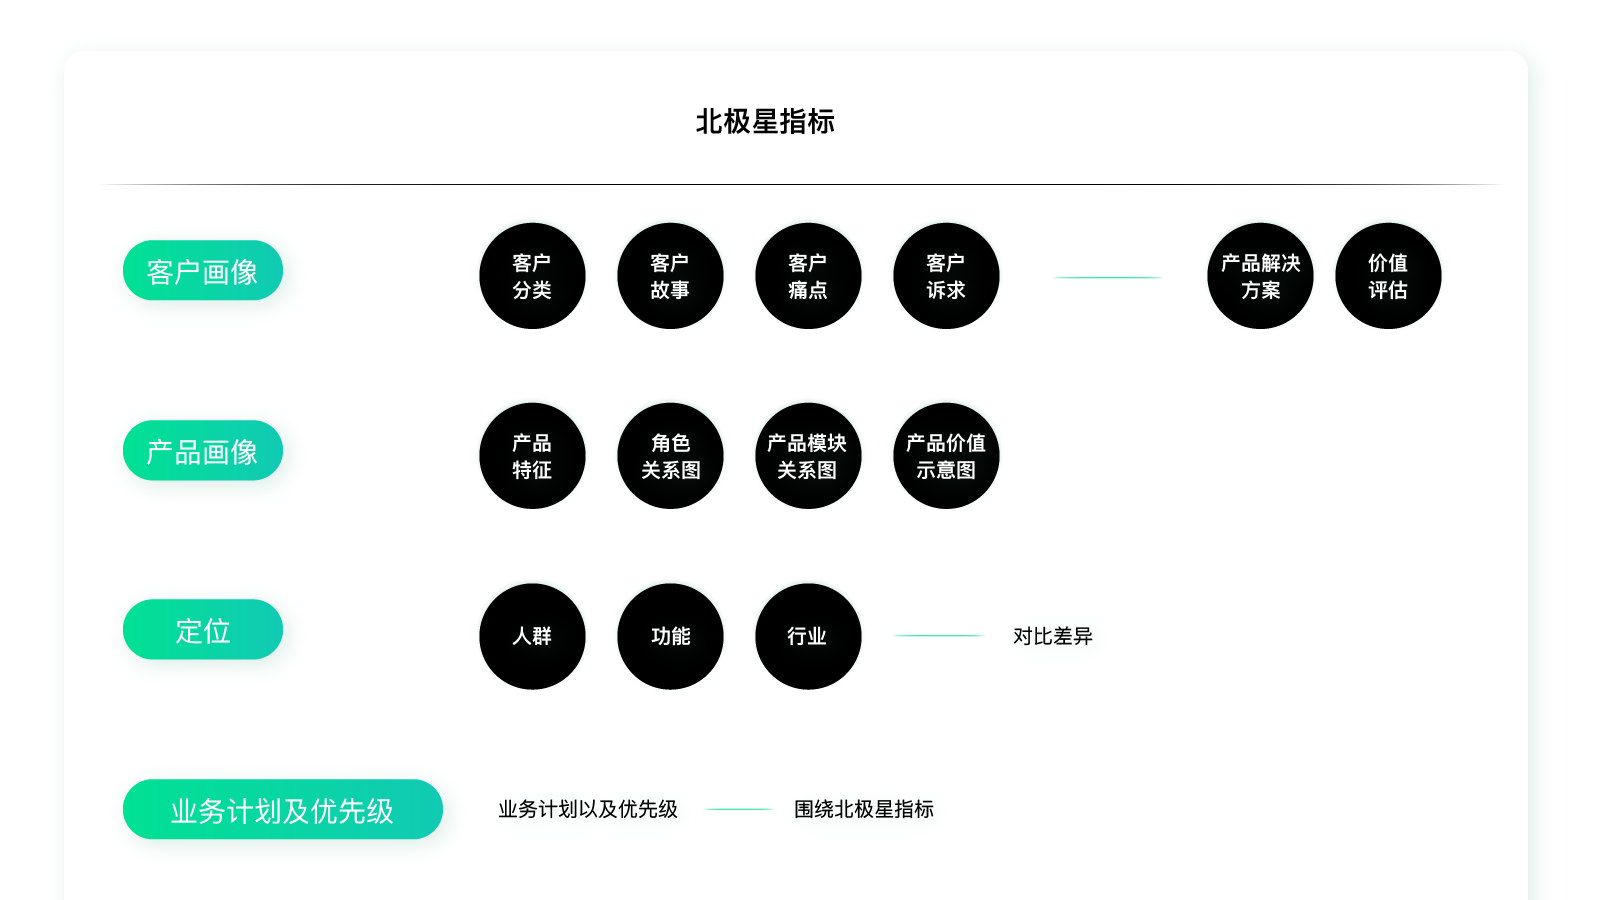 北极星指标
客户画像
客户
分类
客户
故事
客户
痛点
客户
诉求
产品解决
方案
价值
评估
产品画像
产品
特征
角色
关系图
产品模块
关系图
产品价值
示意图
定位
人群
功能
行业
对比差异
业务计划及优先级
业务计划以及优先级
围绕北极星指标